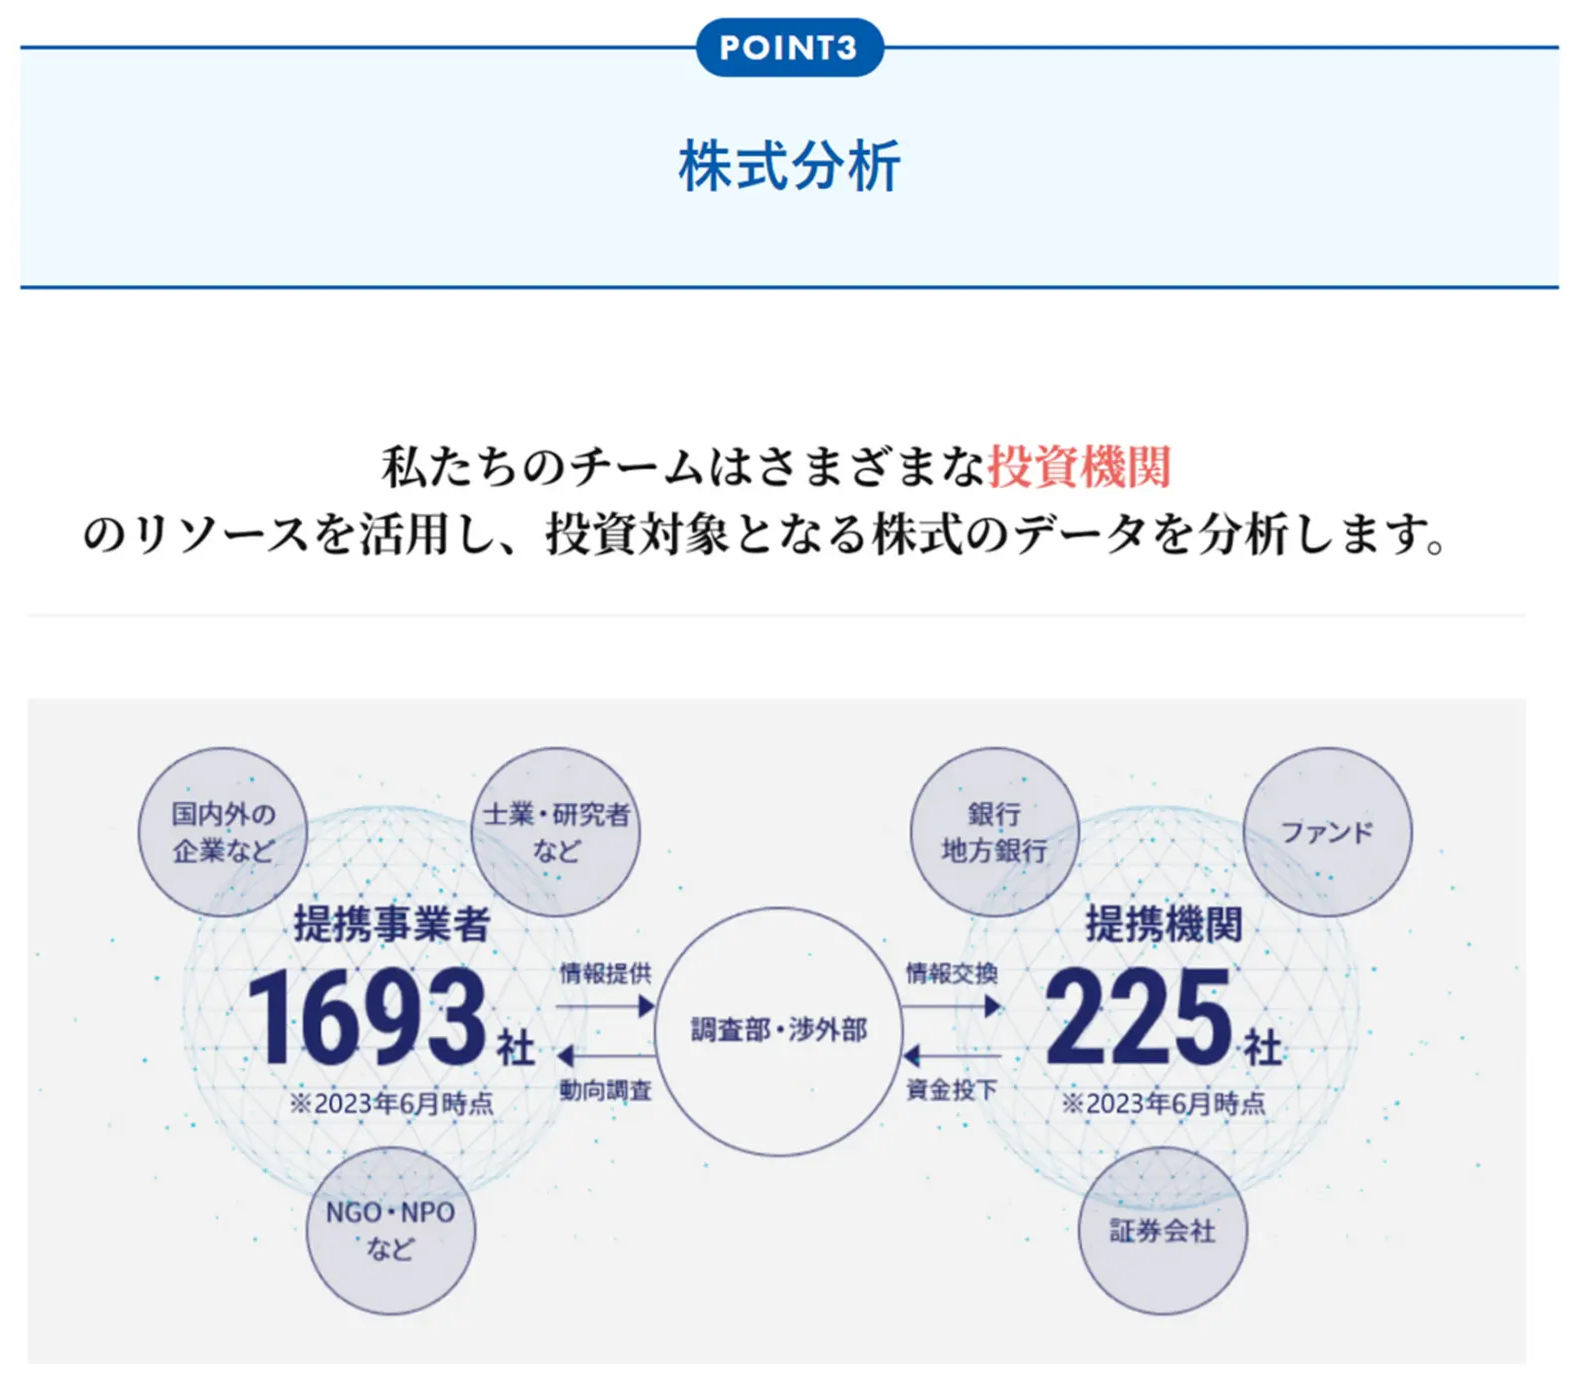 POINT3
株式分析
私たちのチームはさまざまな投資機関
のリソースを活用し、投資対象となる株式のデータを分析します。
国内外の
企業など
士業・研究者
など
提携事業者
1693社
※2023年6月時点
NGO・NPO
など
情報提供
動向調査
調査部・渉外部
情報交換
資金投下
銀行
地方銀行
ファンド
提携機関
225社
※2023年6月時点
証券会社